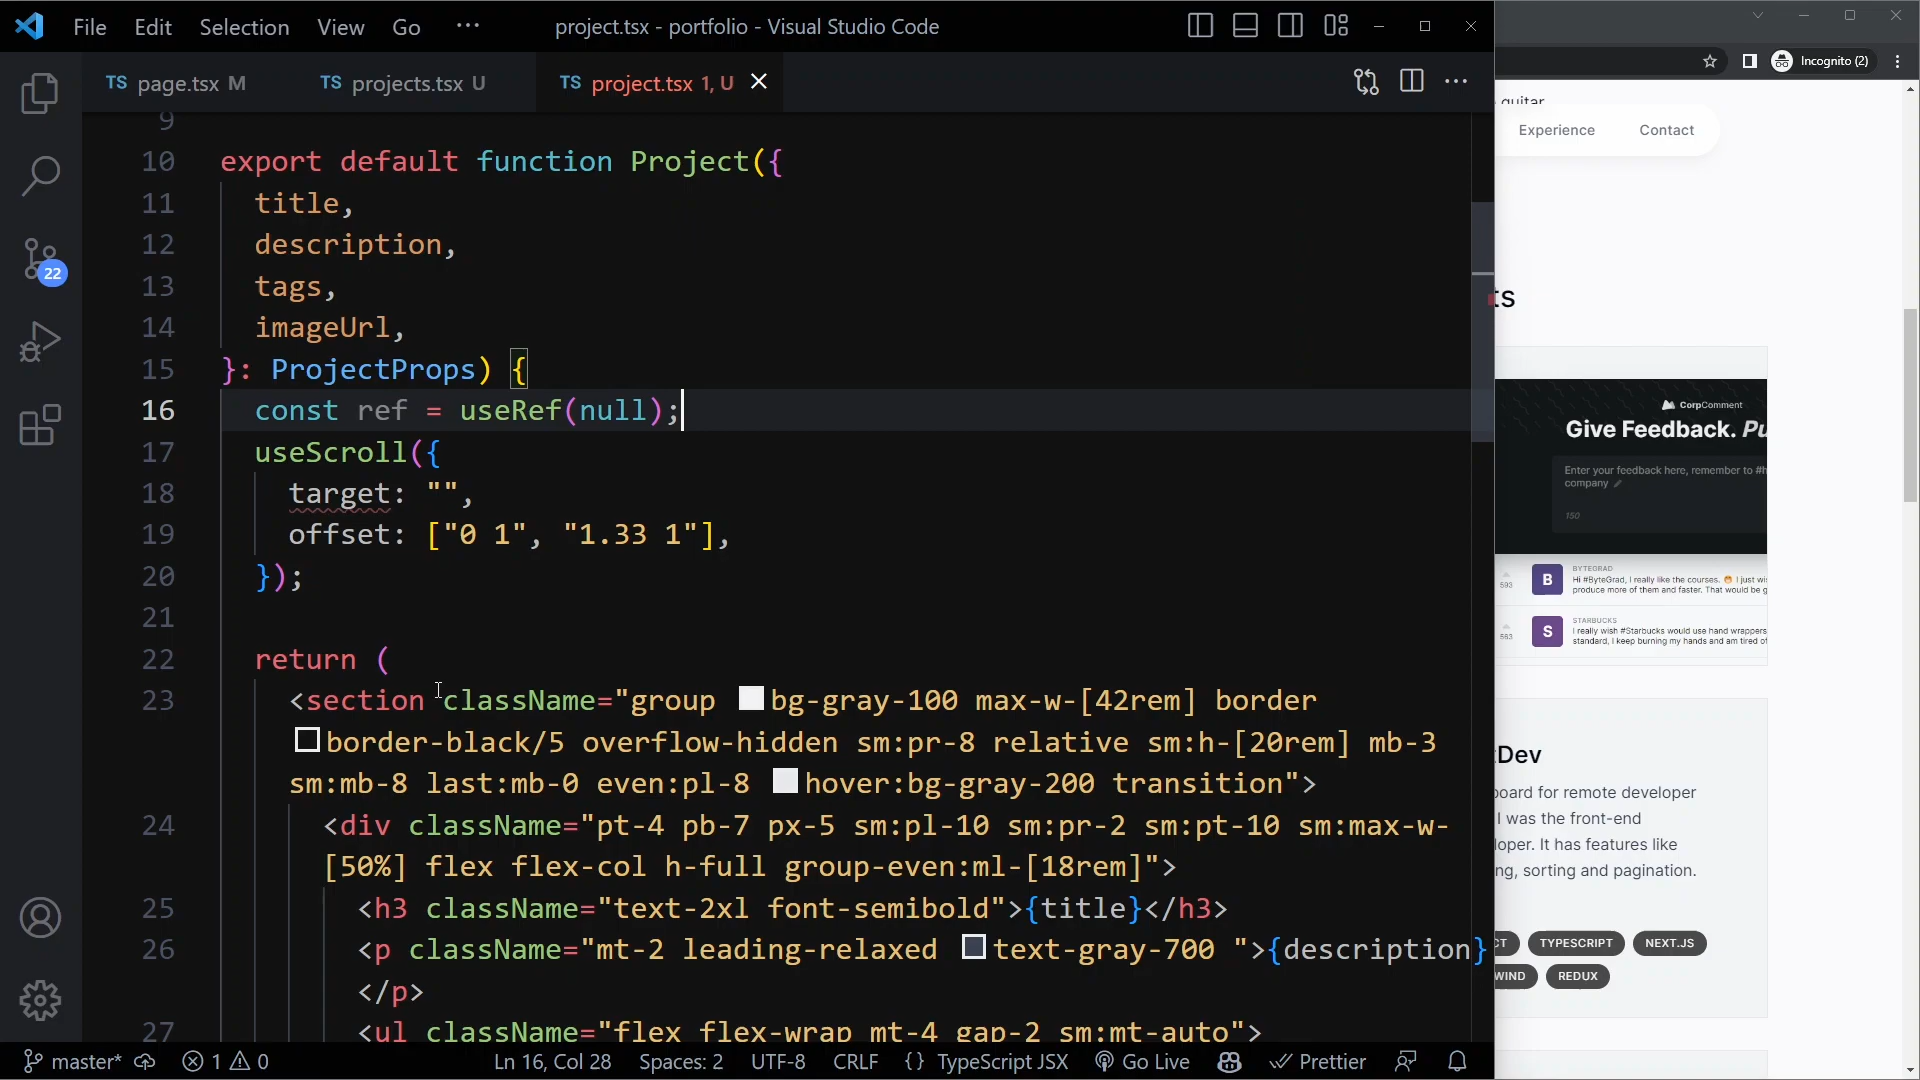 File Edit Selection View Go ··· project.tsx - portfolio - Visual Studio Code
Incognito (2)
TS page.tsx M TS projects.tsx U TS project.tsx 1, U
9
10 export default function Project({
11 title,
12 description,
13 tags,
14 imageUrl,
15 }: ProjectProps) {
16 const ref = useRef(null);
17 useScroll({
18 target: "",
19 offset: ["0 1", "1.33 1"],
20 });
21
22 return (
23 <section className="group bg-gray-100 max-w-[42rem] border
border-black/5 overflow-hidden sm:pr-8 relative sm:h-[20rem] mb-3
sm:mb-8 last:mb-0 even:pl-8 hover:bg-gray-200 transition">
24 <div className="pt-4 pb-7 px-5 sm:pl-10 sm:pr-2 sm:pt-10 sm:max-w-
[50%] flex flex-col h-full group-even:ml-[18rem]">
25 <h3 className="text-2xl font-semibold">{title}</h3>
26 <p className="mt-2 leading-relaxed text-gray-700 ">{description}
</p>
27 <ul className="flex flex-wrap mt-4 gap-2 sm:mt-auto">
22
master* 1 0 Ln 16, Col 28 Spaces: 2 UTF-8 CRLF {} TypeScript JSX Go Live Prettier
guitar
Experience Contact
ts
CorpComment
Give Feedback. Pu
Enter your feedback here, remember to #h
company
150
593
B
BYTEGRAD
Hi #ByteGrad, I really like the courses. I just wi
produce more of them and faster. That would be g
563
S
STARBUCKS
I really wish #Starbucks would use hand wrappers
standard, I keep burning my hands and am tired of
Dev
oard for remote developer
I was the front-end
loper. It has features like
ng, sorting and pagination.
CT TYPESCRIPT NEXT.JS
WIND REDUX